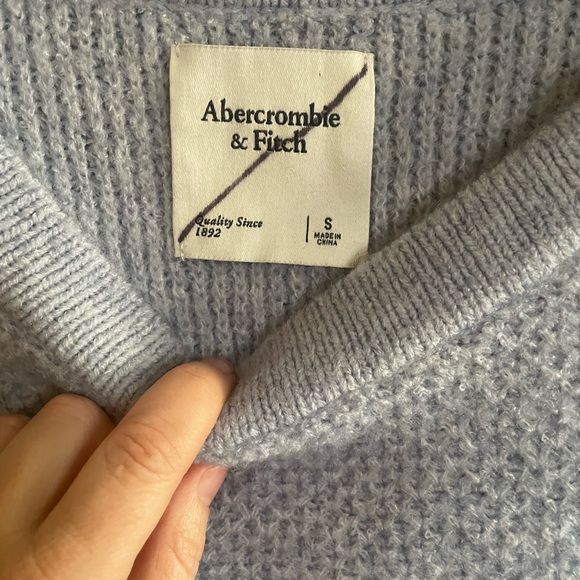 Abercrombie
& Fitch
Quality Since
1892
S
MADE IN
CHINA